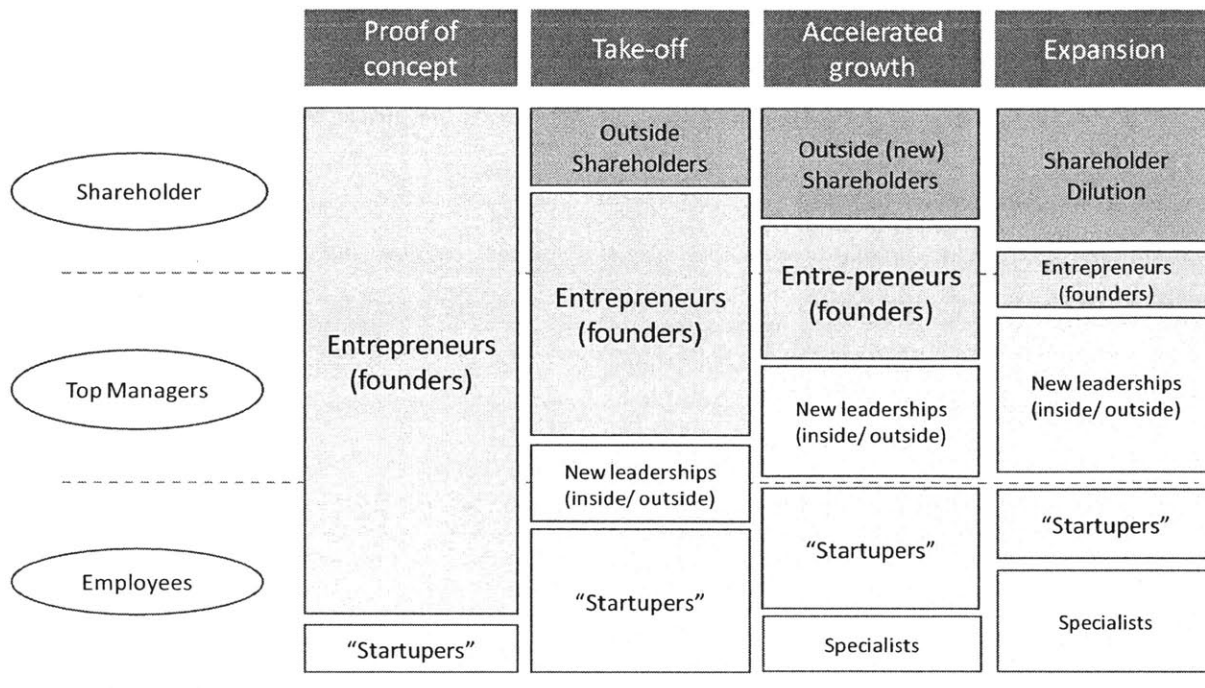 Proof of
concept
Take-off
Accelerated
growth
Expansion
Shareholder
Top Managers
Employees
Entrepreneurs
(founders)
"Startupers"
Outside
Shareholders
Entrepreneurs
(founders)
New leaderships
(inside/ outside)
"Startupers"
Outside (new)
Shareholders
Entre-preneurs
(founders)
New leaderships
(inside/ outside)
"Startupers"
Specialists
Shareholder
Dilution
Entrepreneurs
(founders)
New leaderships
(inside/ outside)
"Startupers"
Specialists